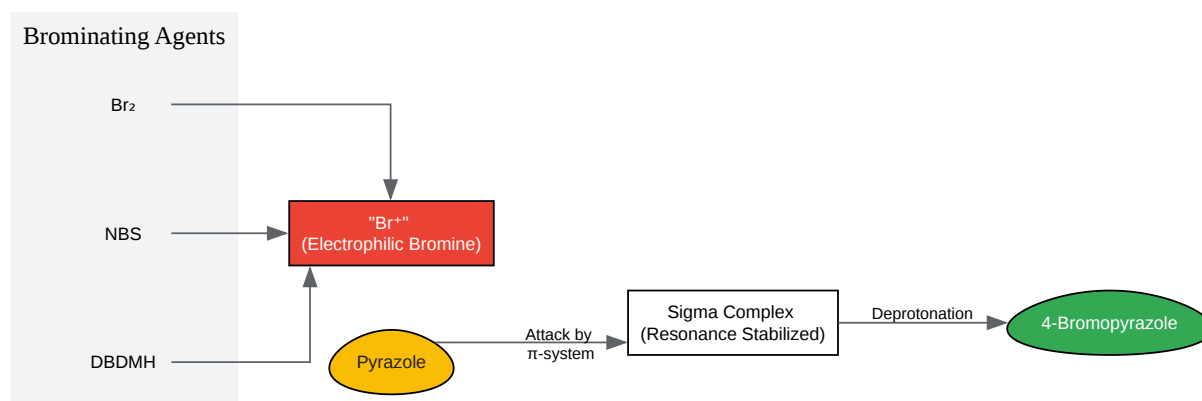 Brominating Agents
Br₂
NBS
"Br⁺"
(Electrophilic Bromine)
DBDMH
Pyrazole
Attack by
π-system
Sigma Complex
(Resonance Stabilized)
Deprotonation
4-Bromopyrazole